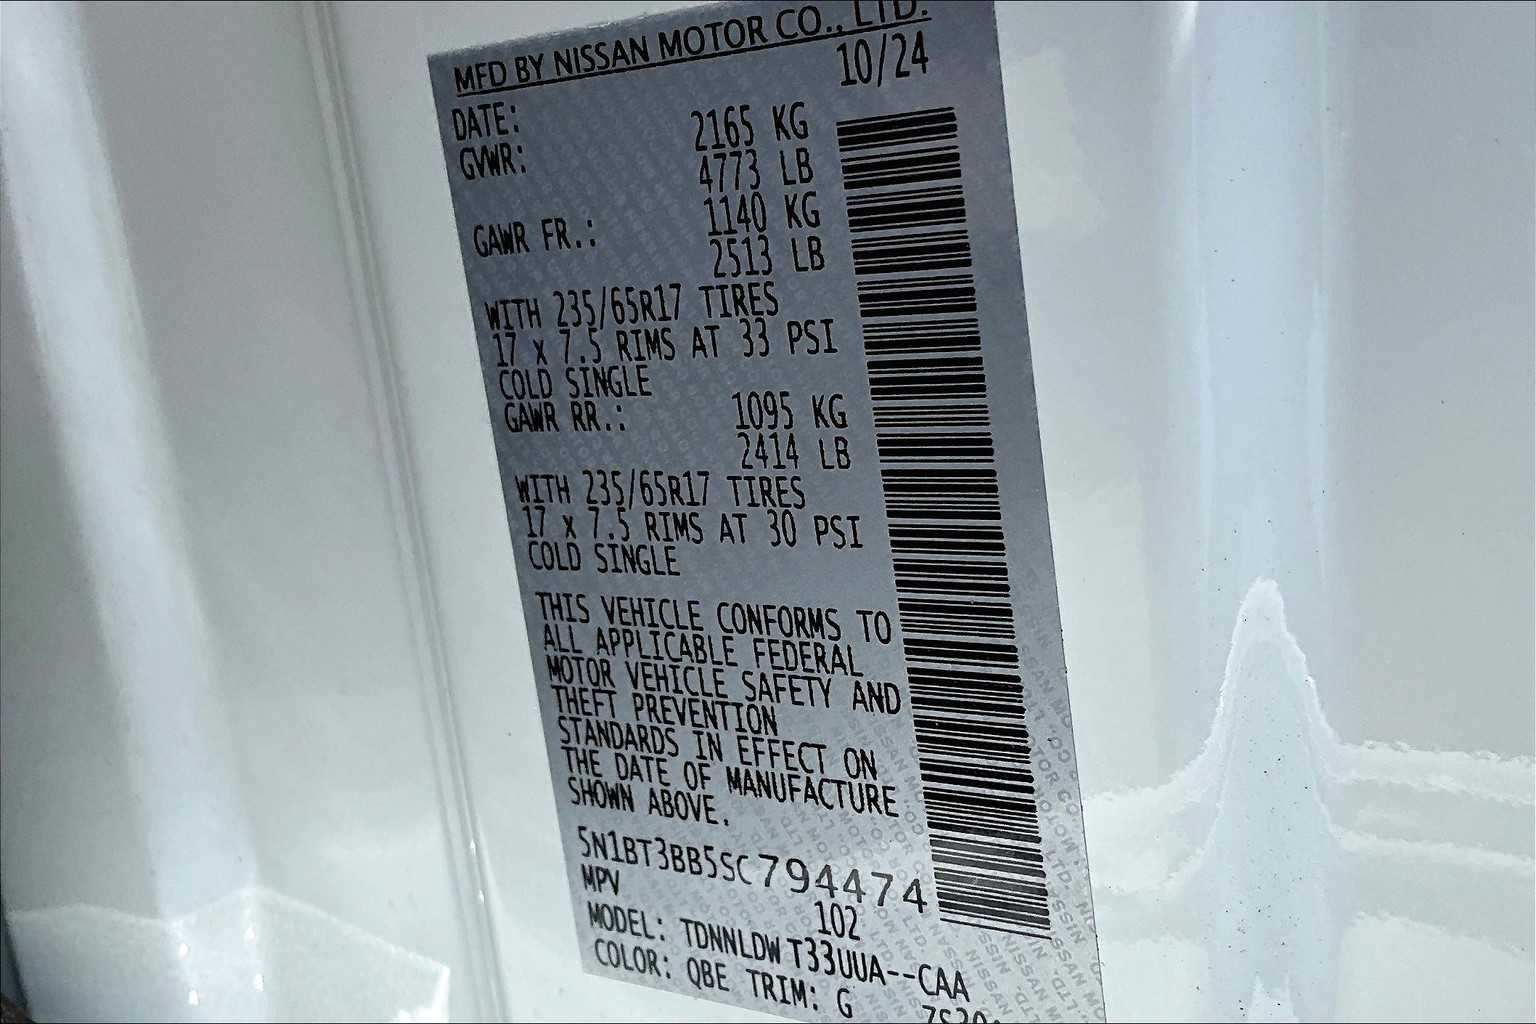 MFD BY NISSAN MOTOR CO., LTD.
DATE: 10/24
GVWR: 2165 KG
4773 LB
GAWR FR.: 1140 KG
2513 LB
WITH 235/65R17 TIRES
17 x 7.5 RIMS AT 33 PSI
COLD SINGLE
GAWR RR.: 1095 KG
2414 LB
WITH 235/65R17 TIRES
17 x 7.5 RIMS AT 30 PSI
COLD SINGLE
THIS VEHICLE CONFORMS TO
ALL APPLICABLE FEDERAL
MOTOR VEHICLE SAFETY AND
THEFT PREVENTION
STANDARDS IN EFFECT ON
THE DATE OF MANUFACTURE
SHOWN ABOVE.
5N1BT3BB5SC794474
MPV 102
MODEL: TDNNLDWT33UUA--CAA
COLOR: QBE TRIM: G